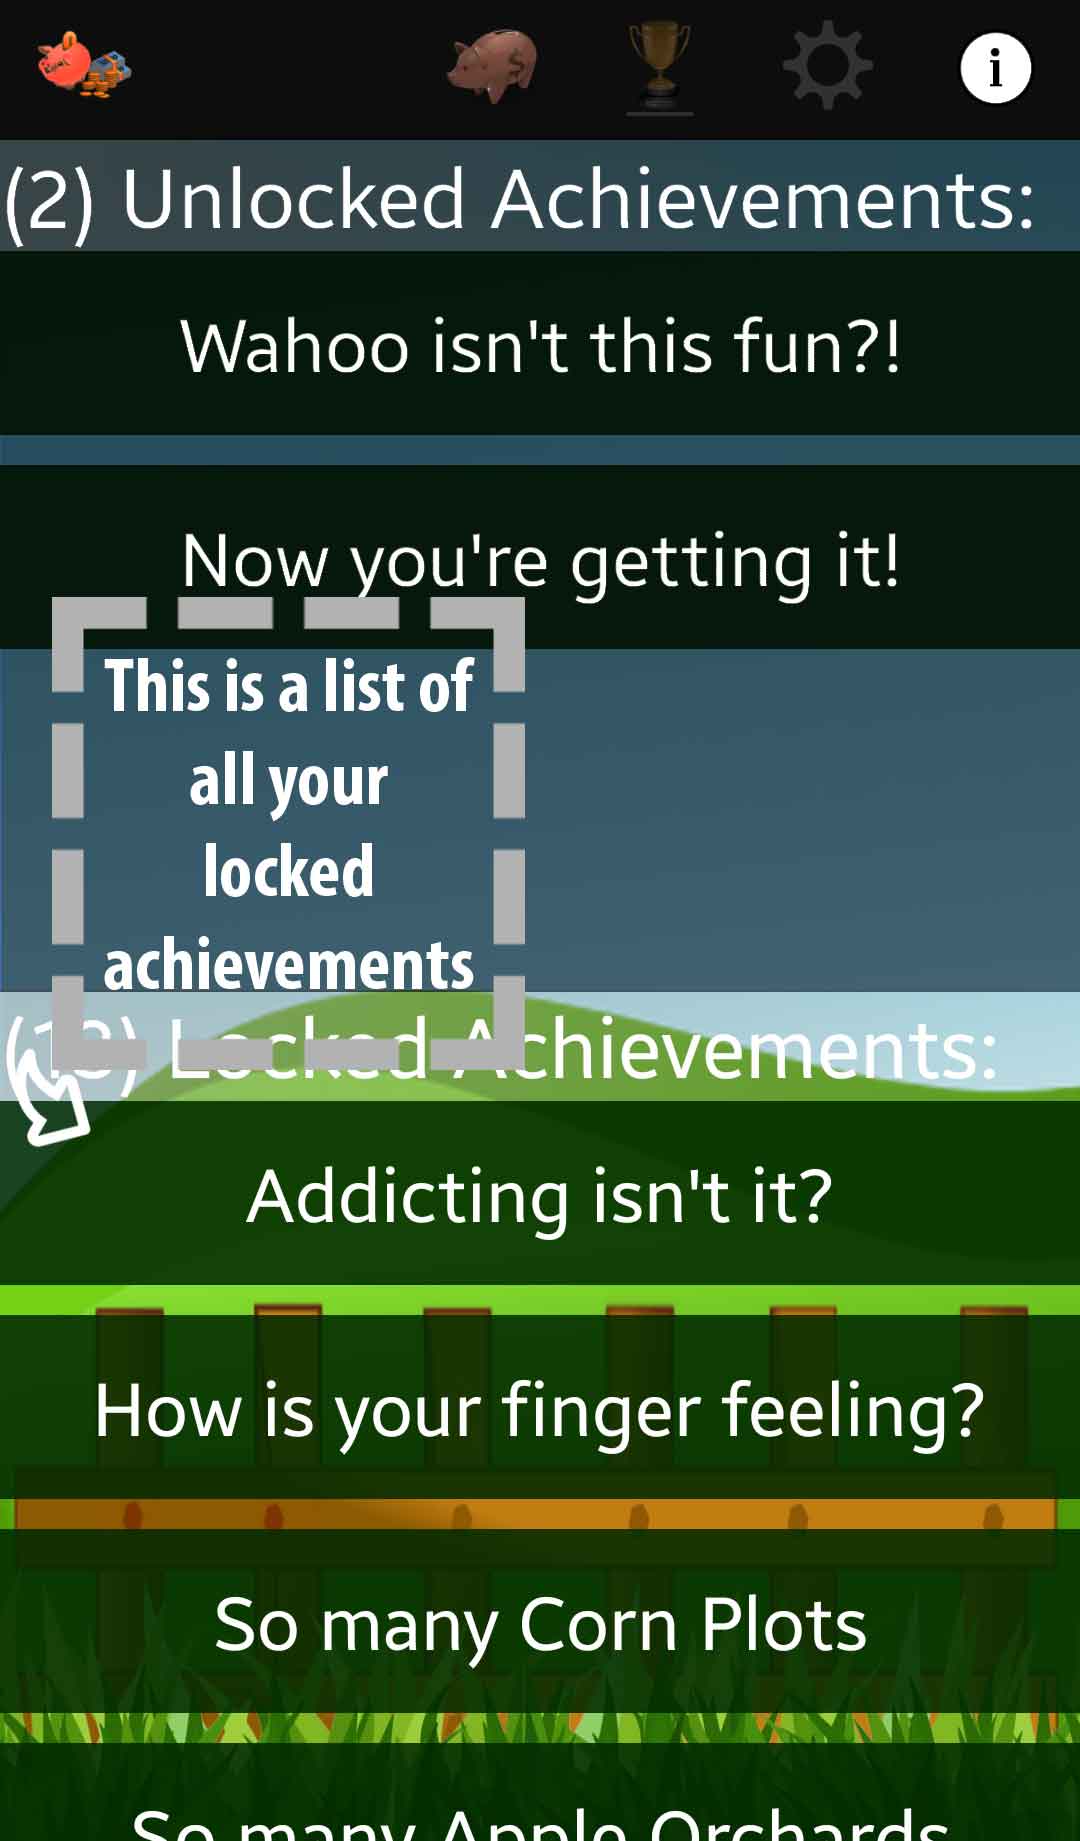 i
(2) Unlocked Achievements:
Wahoo isn't this fun?!
Now you're getting it!
This is a list of
all your
locked
achievements
(13) Locked Achievements:
Addicting isn't it?
How is your finger feeling?
So many Corn Plots
So many Apple Orchards